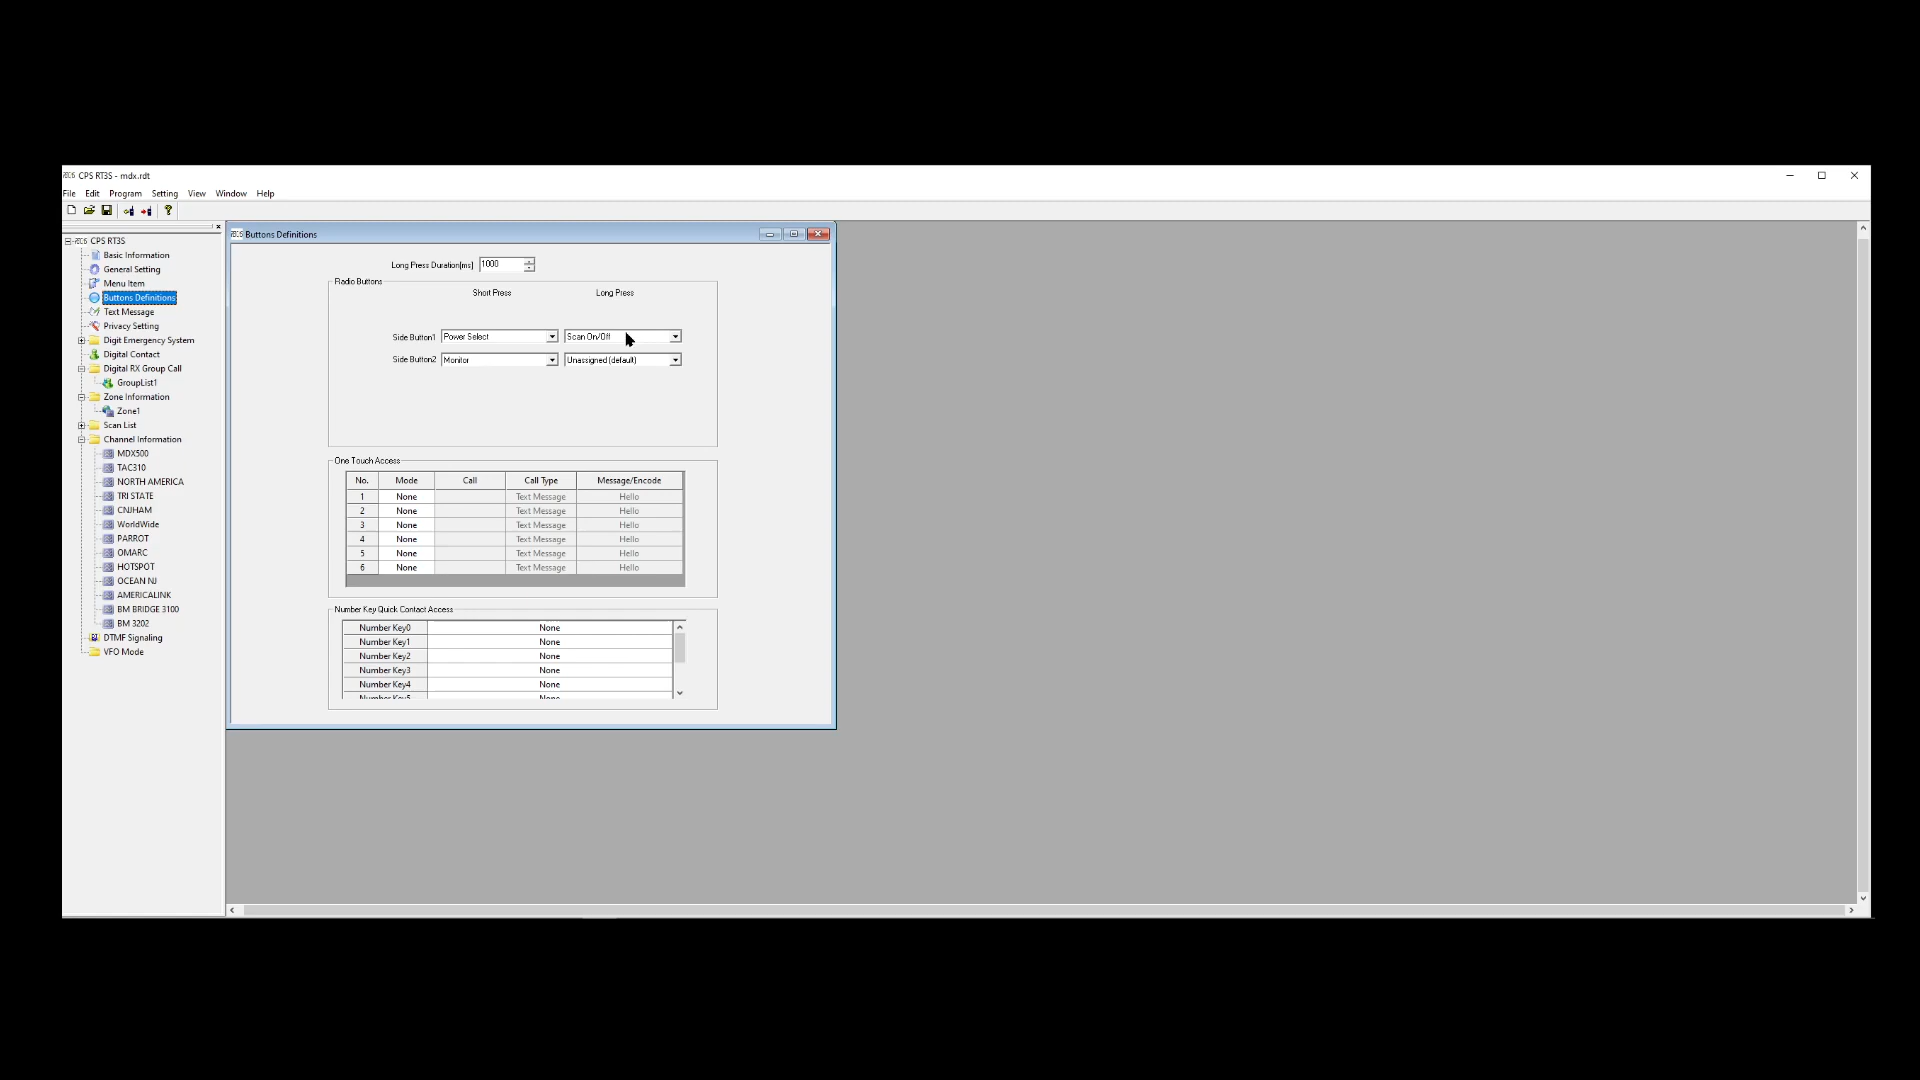 CPS RT3S - mdx.rdt
File Edit Program Setting View Window Help
CPS RT3S
Basic Information
General Setting
Menu Item
Buttons Definitions
Text Message
Privacy Setting
Digit Emergency System
Digital Contact
Digital RX Group Call
GroupList1
Zone Information
Zone1
Scan List
Channel Information
MDX500
TAC310
NORTH AMERICA
TRI STATE
CNJHAM
WorldWide
PARROT
OMARC
HOTSPOT
OCEAN NJ
AMERICALINK
BM BRIDGE 3100
BM 3202
DTMF Signaling
VFO Mode
Buttons Definitions
Long Press Duration(ms) 1000
Radio Buttons
Short Press Long Press
Side Button1 Power Select Scan On/Off
Side Button2 Monitor Unassigned (default)
One Touch Access
No. Mode Call Call Type Message/Encode
1 None Text Message Hello
2 None Text Message Hello
3 None Text Message Hello
4 None Text Message Hello
5 None Text Message Hello
6 None Text Message Hello
Number Key Quick Contact Access
Number Key0 None
Number Key1 None
Number Key2 None
Number Key3 None
Number Key4 None
Number Key5 None